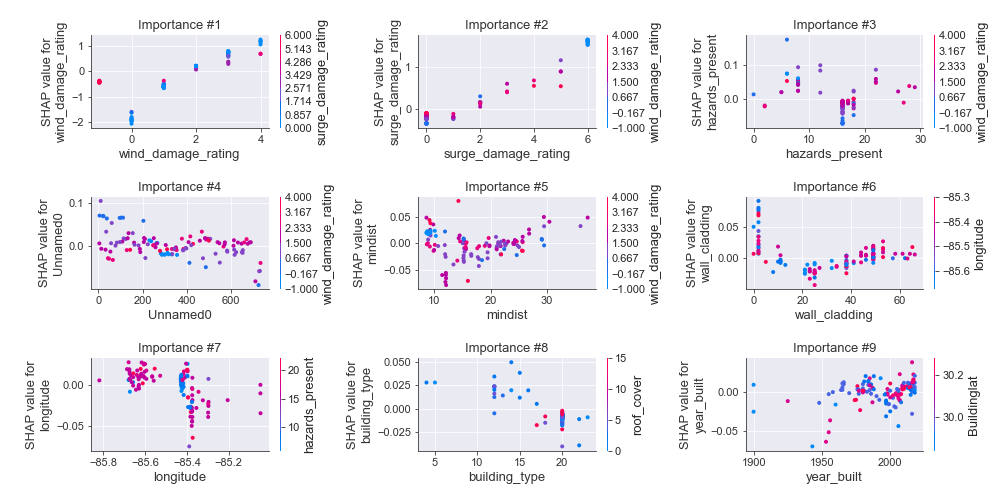 Importance #1
SHAP value for
wind_damage_rating
1
0
−1
−2
0
2
4
wind_damage_rating
6.000
5.143
4.286
3.429
2.571
1.714
0.857
0.000
surge_damage_rating
Importance #2
SHAP value for
surge_damage_rating
1
0
0
1
2
3
4
5
6
surge_damage_rating
4.000
3.167
2.333
1.500
0.667
−0.167
−1.000
wind_damage_rating
Importance #3
SHAP value for
hazards_present
0.1
0.0
0
10
20
30
hazards_present
4.000
3.167
2.333
1.500
0.667
−0.167
−1.000
wind_damage_rating
Importance #4
SHAP value for
Unnamed0
0.1
0.0
0
200
400
600
Unnamed0
4.000
3.167
2.333
1.500
0.667
−0.167
−1.000
wind_damage_rating
Importance #5
SHAP value for
mindist
0.05
0.00
−0.05
10
20
30
mindist
4.000
3.167
2.333
1.500
0.667
−0.167
−1.000
wind_damage_rating
Importance #6
SHAP value for
wall_cladding
0.05
0.00
0
20
40
60
wall_cladding
−85.3
−85.4
−85.5
−85.6
longitude
Importance #7
SHAP value for
longitude
0.00
−0.05
−85.8
−85.6
−85.4
−85.2
longitude
20
15
10
hazards_present
Importance #8
SHAP value for
building_type
0.050
0.025
0.000
−0.025
5
10
15
20
building_type
15
10
5
0
roof_cover
Importance #9
SHAP value for
year_built
0.05
0.00
−0.05
1900
1950
2000
year_built
30.2
30.0
Buildinglat